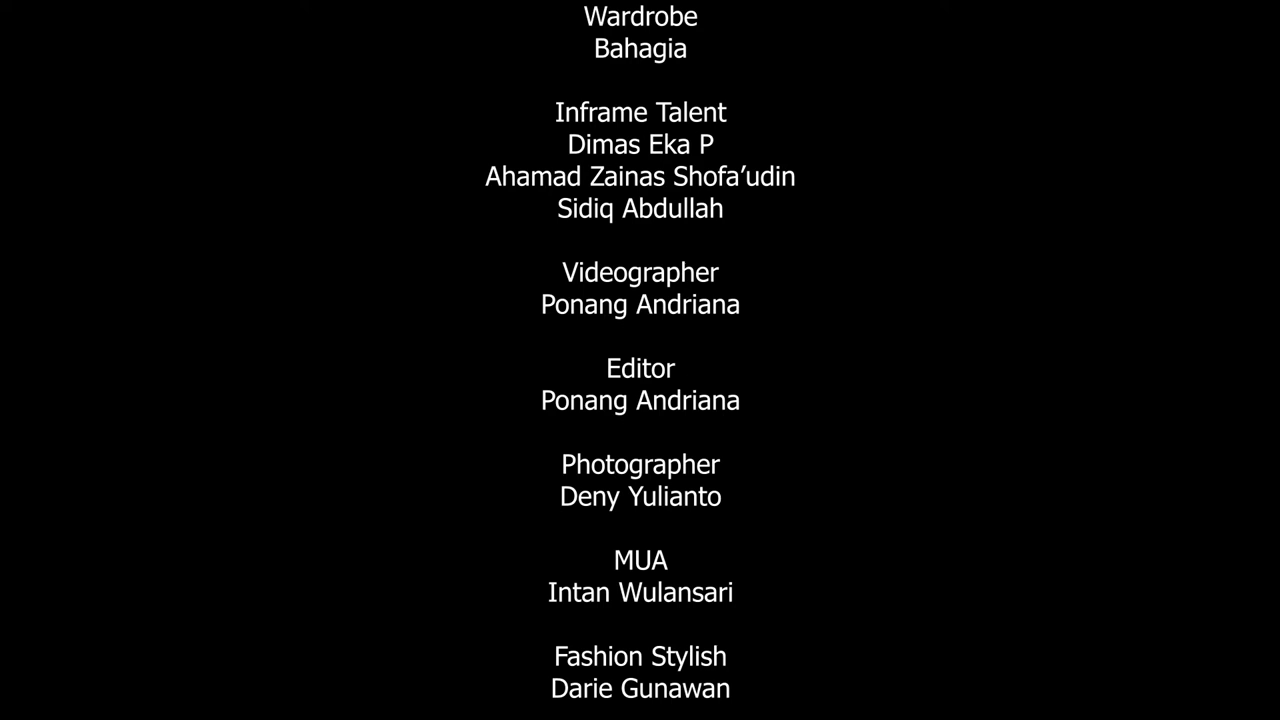 Wardrobe
Bahagia
Inframe Talent
Dimas Eka P
Ahamad Zainas Shofa’udin
Sidiq Abdullah
Videographer
Ponang Andriana
Editor
Ponang Andriana
Photographer
Deny Yulianto
MUA
Intan Wulansari
Fashion Stylish
Darie Gunawan